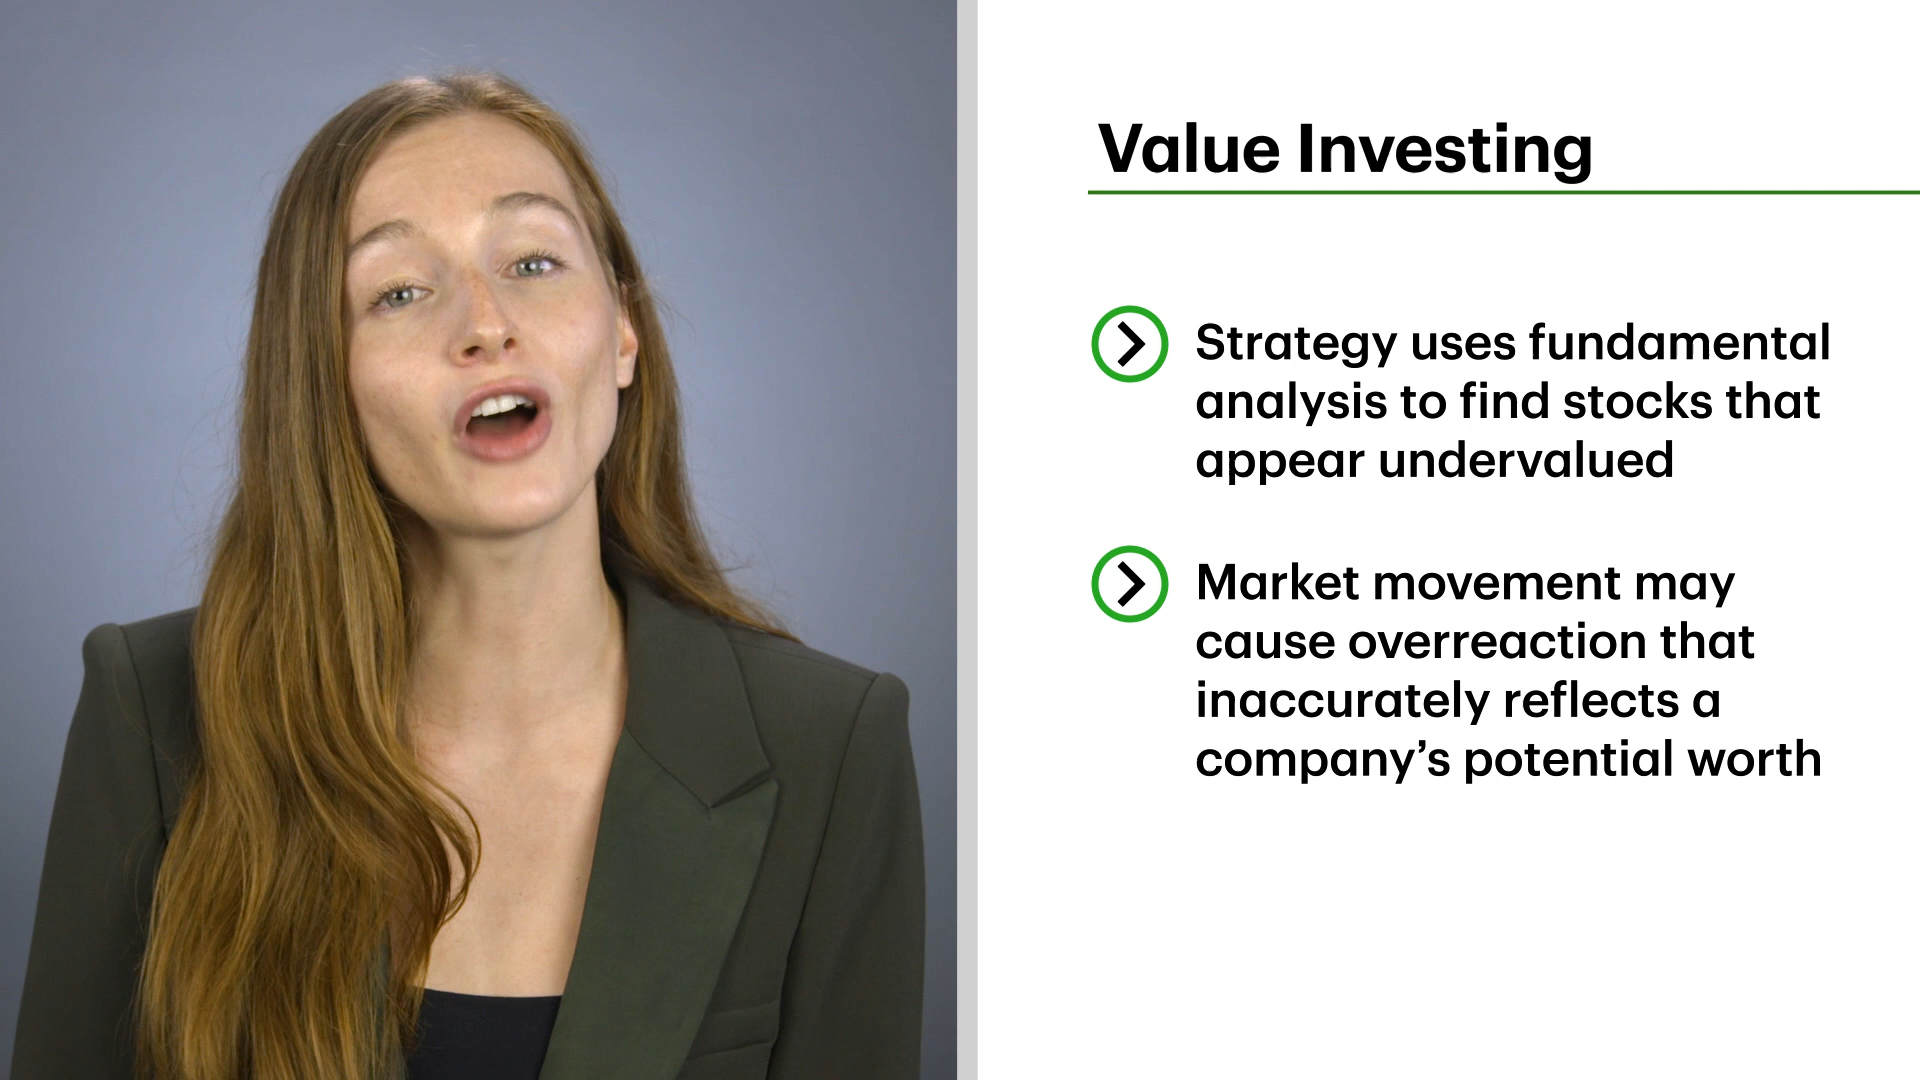 Value Investing
Strategy uses fundamental
analysis to find stocks that
appear undervalued
Market movement may
cause overreaction that
inaccurately reflects a
company’s potential worth